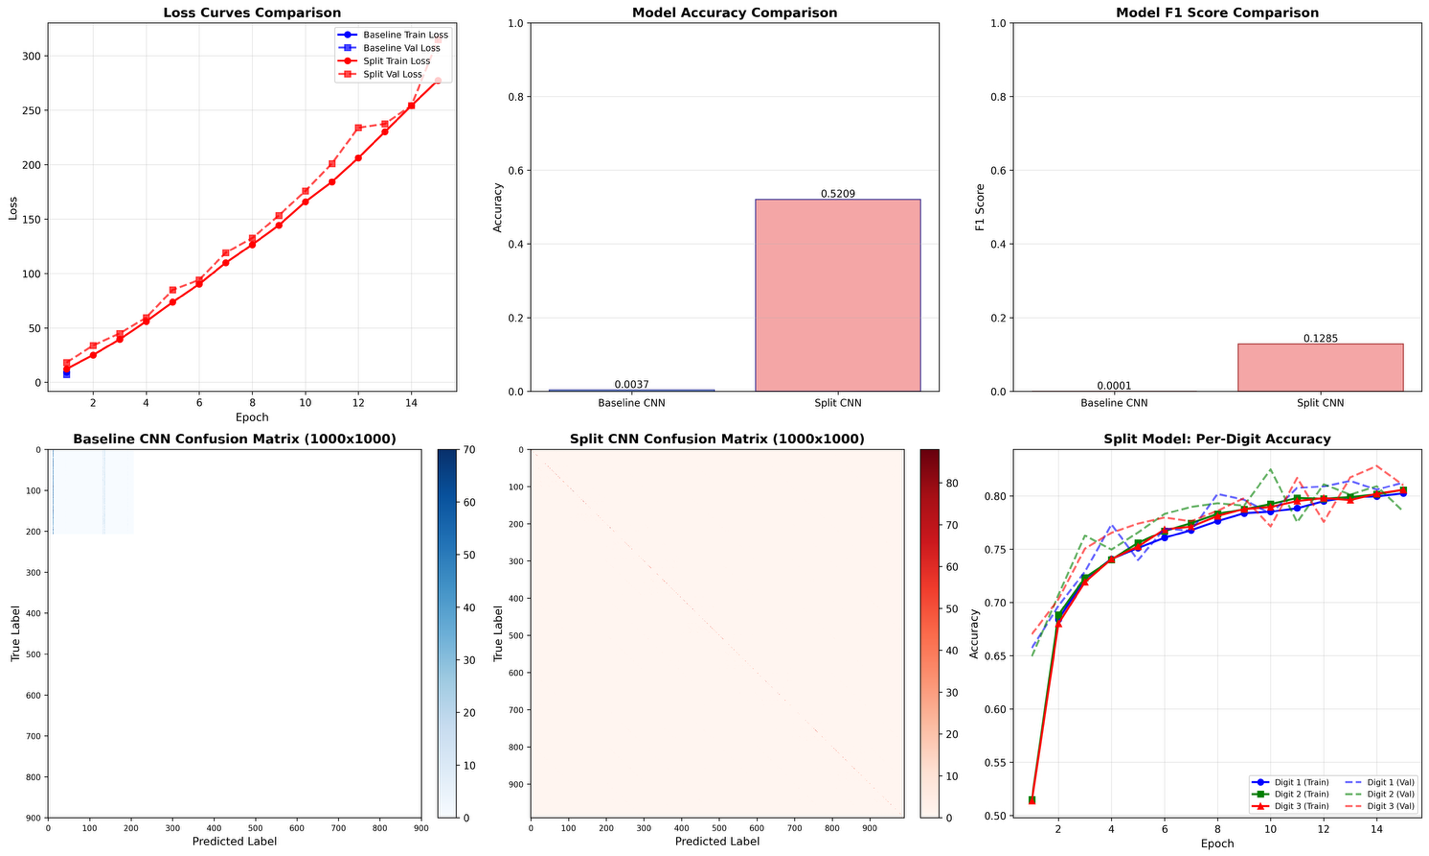 Loss Curves Comparison
300
250
200
150
100
50
0
Loss
2 4 6 8 10 12 14
Epoch
Baseline Train Loss
Baseline Val Loss
Split Train Loss
Split Val Loss
Model Accuracy Comparison
1.0
0.8
0.6
0.4
0.2
0.0
Accuracy
0.0037
0.5209
Baseline CNN Split CNN
Model F1 Score Comparison
1.0
0.8
0.6
0.4
0.2
0.0
F1 Score
0.0001
0.1285
Baseline CNN Split CNN
Baseline CNN Confusion Matrix (1000x1000)
0
100
200
300
400
500
600
700
800
900
True Label
0 100 200 300 400 500 600 700 800 900
Predicted Label
70
60
50
40
30
20
10
0
Split CNN Confusion Matrix (1000x1000)
0
100
200
300
400
500
600
700
800
900
True Label
0 100 200 300 400 500 600 700 800 900
Predicted Label
80
70
60
50
40
30
20
10
0
Split Model: Per-Digit Accuracy
0.80
0.75
0.70
0.65
0.60
0.55
0.50
Accuracy
2 4 6 8 10 12 14
Epoch
Digit 1 (Train) Digit 1 (Val)
Digit 2 (Train) Digit 2 (Val)
Digit 3 (Train) Digit 3 (Val)